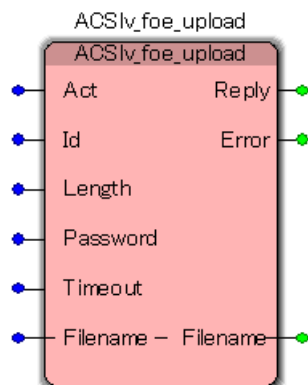 ACSlv_foe_upload
ACSlv_foe_upload
Act Reply
Id Error
Length
Password
Timeout
Filename – Filename